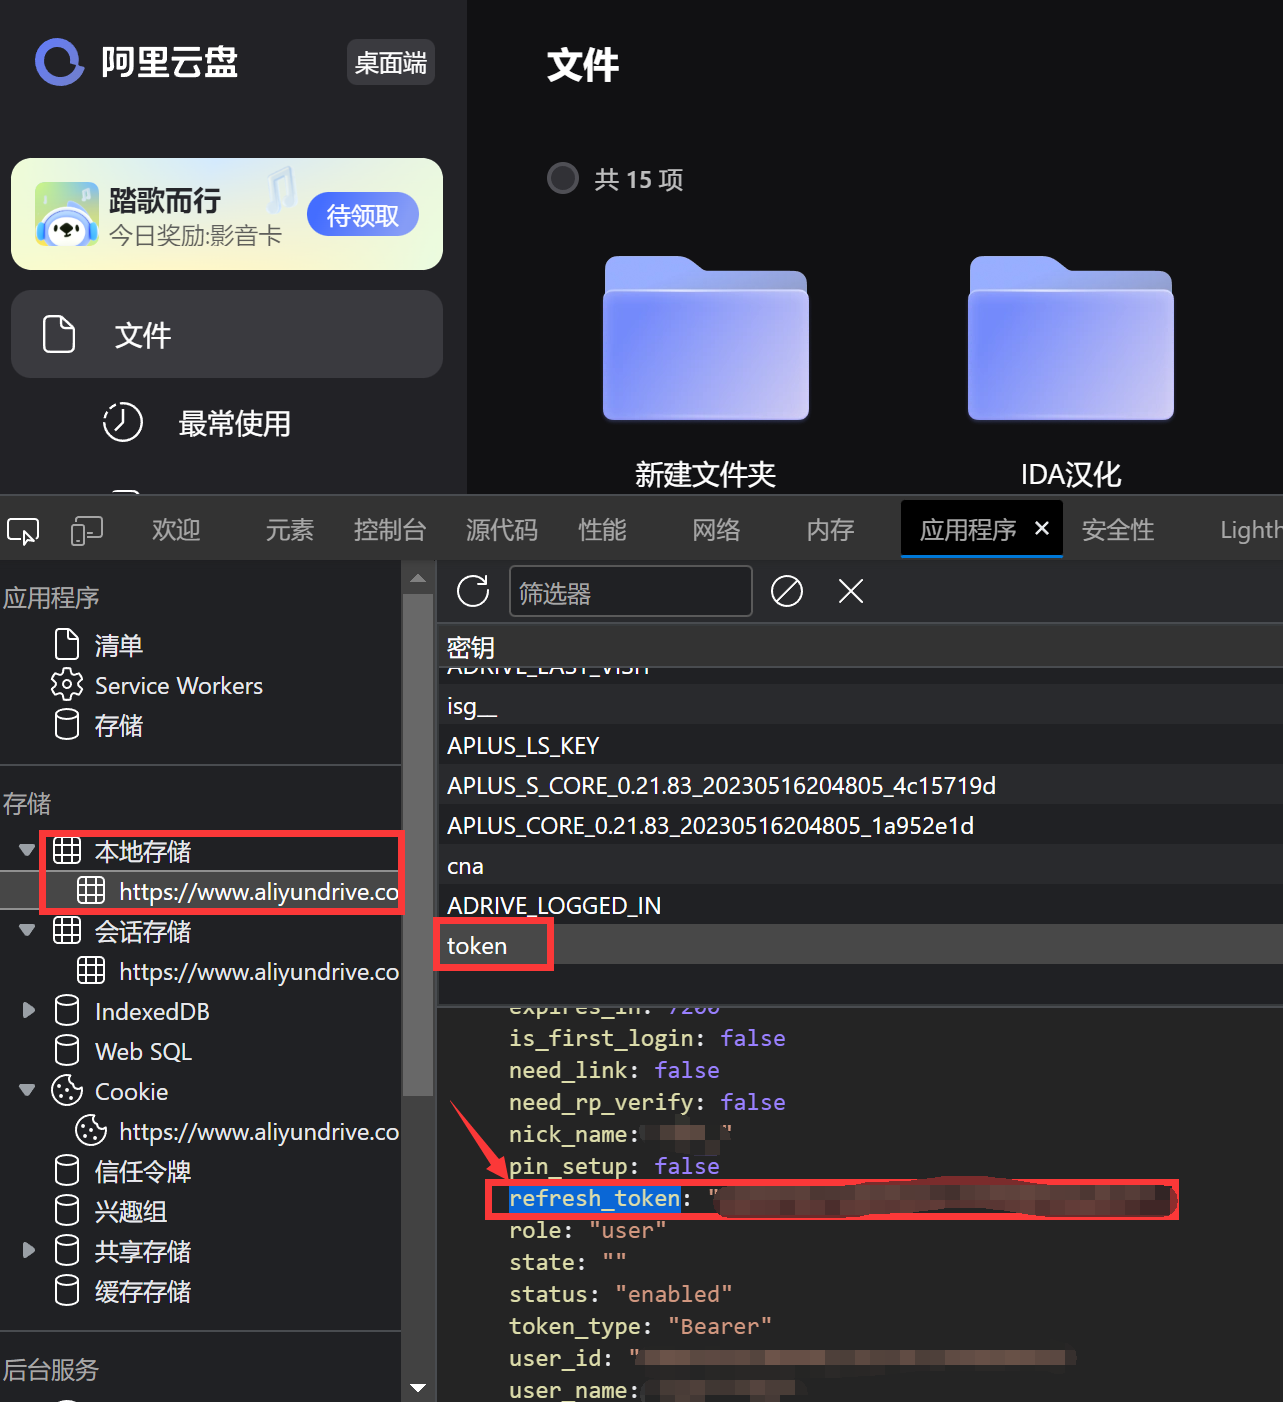 阿里云盘
桌面端
踏歌而行
今日奖励:影音卡
待领取
文件
最常使用
文件
共 15 项
新建文件夹
IDA汉化
欢迎
元素
控制台
源代码
性能
网络
内存
应用程序
安全性
Lighth
应用程序
清单
Service Workers
存储
存储
本地存储
https://www.aliyundrive.co
会话存储
https://www.aliyundrive.co
IndexedDB
Web SQL
Cookie
https://www.aliyundrive.co
信任令牌
兴趣组
共享存储
缓存存储
后台服务
筛选器
密钥
ADRIVE_LAST_VISIT
isg__
APLUS_LS_KEY
APLUS_S_CORE_0.21.83_20230516204805_4c15719d
APLUS_CORE_0.21.83_20230516204805_1a952e1d
cna
ADRIVE_LOGGED_IN
token
expires_in: 7200
is_first_login: false
need_link: false
need_rp_verify: false
nick_name: "
pin_setup: false
refresh_token: "
role: "user"
state: ""
status: "enabled"
token_type: "Bearer"
user_id: "
user_name: